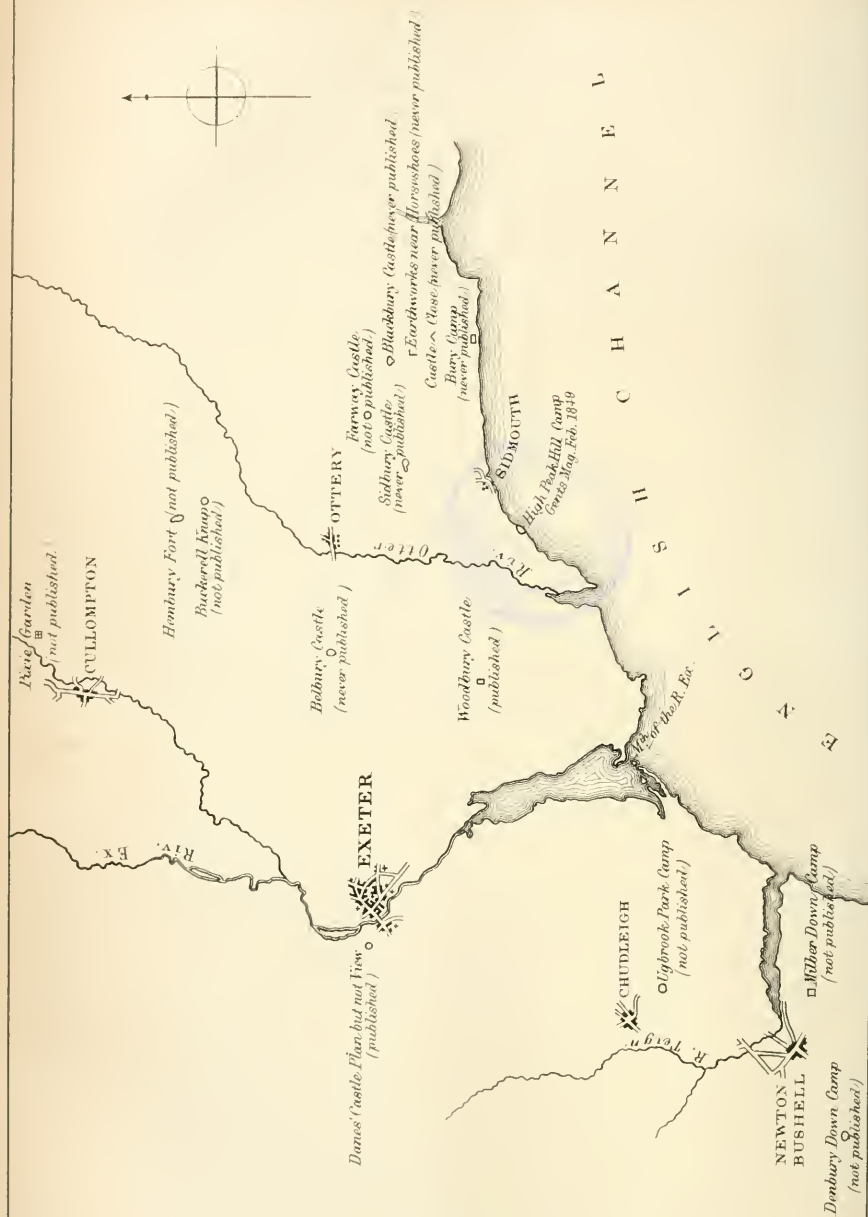 Pixie Garden
(not published.)
CULLOMPTON
Hembury Fort (not published.)
Buckerell Knap
(not published)
Riv. Ex.
Belbury Castle
(never published)
OTTERY
Farway Castle
(not published.)
Sidbury Castle
(never published)
Blackbury Castle (never published
Earthworks near Horseshoes (never published.)
Castle Close (never published.)
Bury Camp
(never published)
Riv. Otter
SIDMOUTH
High Peak Hill Camp
Gents Mag. Feb. 1849
EXETER
Danes' Castle Plan but not View
(published)
Woodbury Castle
(published)
Mth. of the R. Ex.
CHUDLEIGH
Ugbrook Park Camp
(not published)
R. Teign
NEWTON
BUSHELL
Milber Down Camp
(not published)
Denbury Down Camp
(not published)
ENGLISH CHANNEL